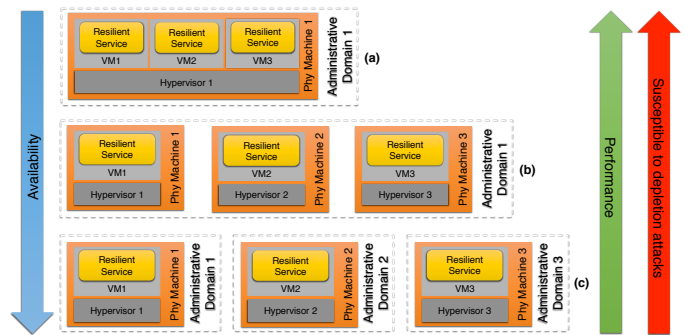 Availability
Resilient
Service
VM1
Resilient
Service
VM2
Resilient
Service
VM3
Hypervisor 1
Phy Machine 1
Administrative
Domain 1
(a)
Resilient
Service
VM1
Hypervisor 1
Phy Machine 1
Resilient
Service
VM2
Hypervisor 2
Phy Machine 2
Resilient
Service
VM3
Hypervisor 3
Phy Machine 3
Administrative
Domain 1
(b)
Resilient
Service
VM1
Hypervisor 1
Phy Machine 1
Administrative
Domain 1
Resilient
Service
VM2
Hypervisor 2
Phy Machine 2
Administrative
Domain 2
Resilient
Service
VM3
Hypervisor 3
Phy Machine 3
Administrative
Domain 3
(c)
Performance
Susceptible to depletion attacks